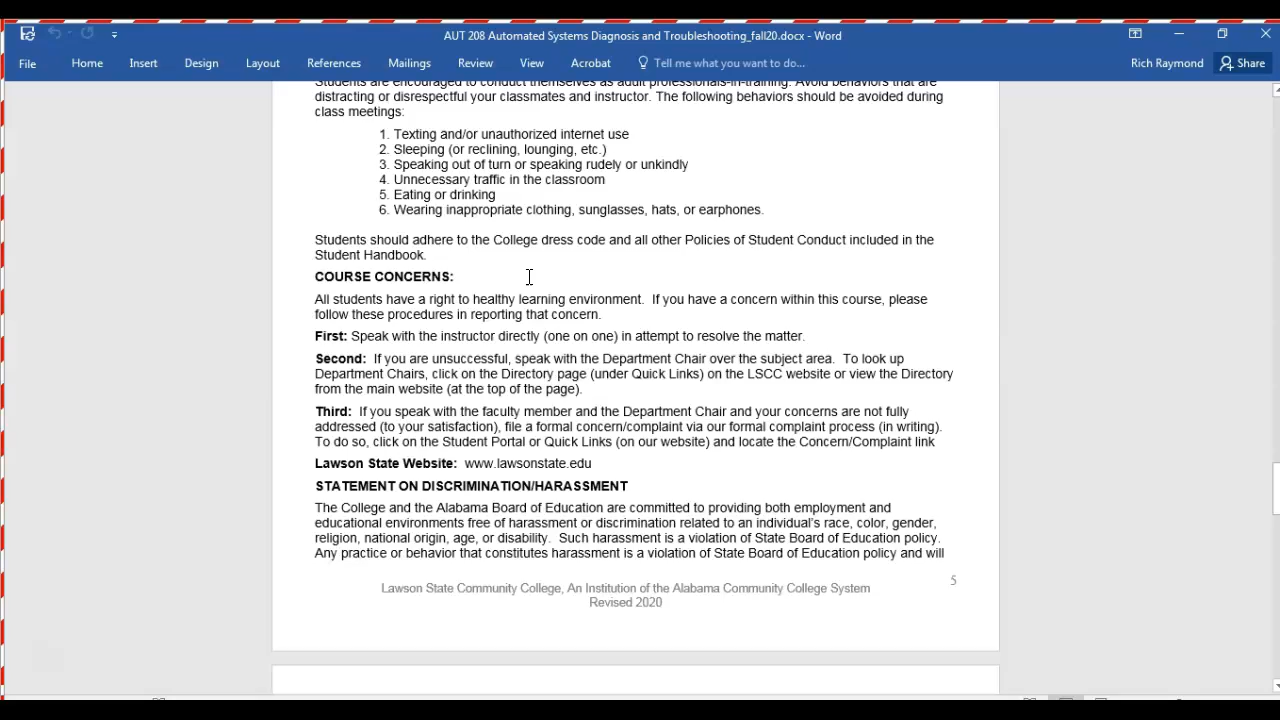 AUT 208 Automated Systems Diagnosis and Troubleshooting_fall20.docx - Word
File Home Insert Design Layout References Mailings Review View Acrobat Tell me what you want to do... Rich Raymond Share
Students are encouraged to conduct themselves as adult professionals-in-training. Avoid behaviors that are
distracting or disrespectful your classmates and instructor. The following behaviors should be avoided during
class meetings:
1. Texting and/or unauthorized internet use
2. Sleeping (or reclining, lounging, etc.)
3. Speaking out of turn or speaking rudely or unkindly
4. Unnecessary traffic in the classroom
5. Eating or drinking
6. Wearing inappropriate clothing, sunglasses, hats, or earphones.
Students should adhere to the College dress code and all other Policies of Student Conduct included in the
Student Handbook.
COURSE CONCERNS:
All students have a right to healthy learning environment. If you have a concern within this course, please
follow these procedures in reporting that concern.
First: Speak with the instructor directly (one on one) in attempt to resolve the matter.
Second: If you are unsuccessful, speak with the Department Chair over the subject area. To look up
Department Chairs, click on the Directory page (under Quick Links) on the LSCC website or view the Directory
from the main website (at the top of the page).
Third: If you speak with the faculty member and the Department Chair and your concerns are not fully
addressed (to your satisfaction), file a formal concern/complaint via our formal complaint process (in writing).
To do so, click on the Student Portal or Quick Links (on our website) and locate the Concern/Complaint link
Lawson State Website: www.lawsonstate.edu
STATEMENT ON DISCRIMINATION/HARASSMENT
The College and the Alabama Board of Education are committed to providing both employment and
educational environments free of harassment or discrimination related to an individual's race, color, gender,
religion, national origin, age, or disability. Such harassment is a violation of State Board of Education policy.
Any practice or behavior that constitutes harassment is a violation of State Board of Education policy and will
5
Lawson State Community College, An Institution of the Alabama Community College System
Revised 2020